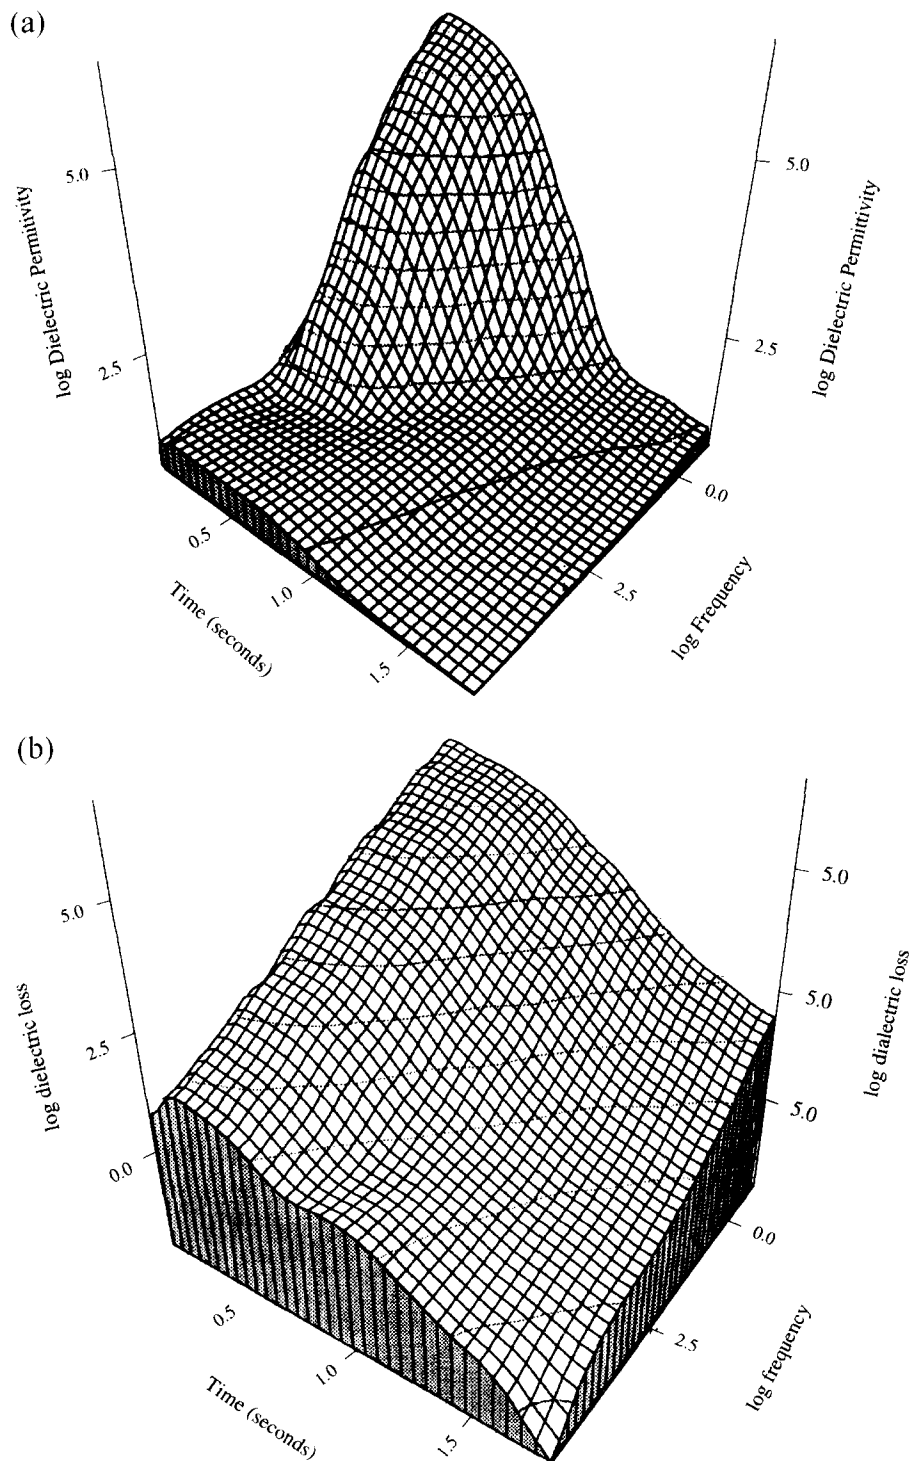 (a)
5.0
2.5
log Dielectric Permitivity
5.0
2.5
log Dielectric Permittivity
0.5
1.0
1.5
Time (seconds)
0.0
2.5
log Frequency
(b)
5.0
2.5
0.0
log dielectric loss
5.0
5.0
5.0
log dialectric loss
0.5
1.0
1.5
Time (seconds)
0.0
2.5
log frequency